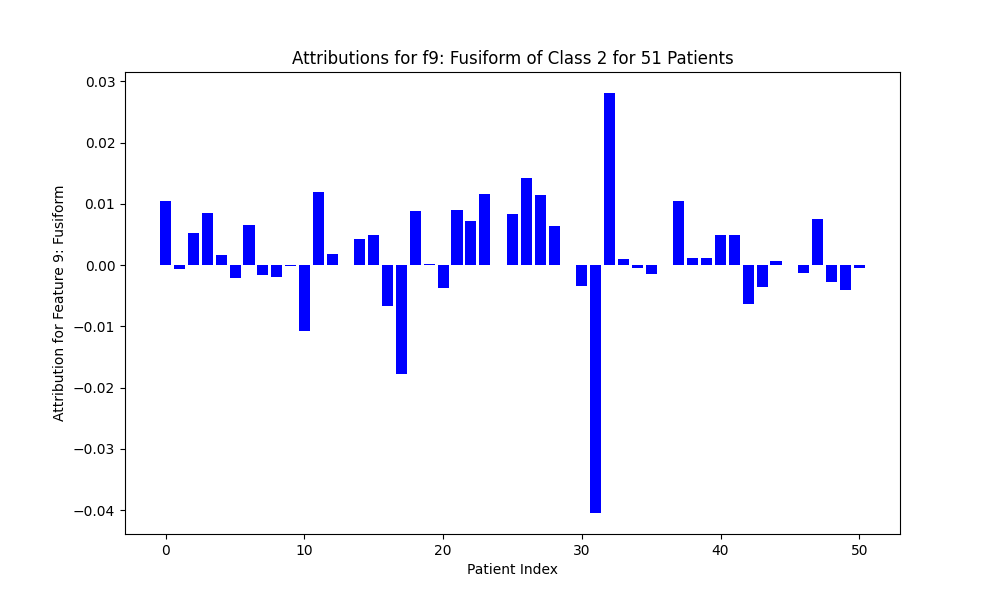 Attributions for f9: Fusiform of Class 2 for 51 Patients
Attribution for Feature 9: Fusiform
0.03
0.02
0.01
0.00
−0.01
−0.02
−0.03
−0.04
0 10 20 30 40 50
Patient Index